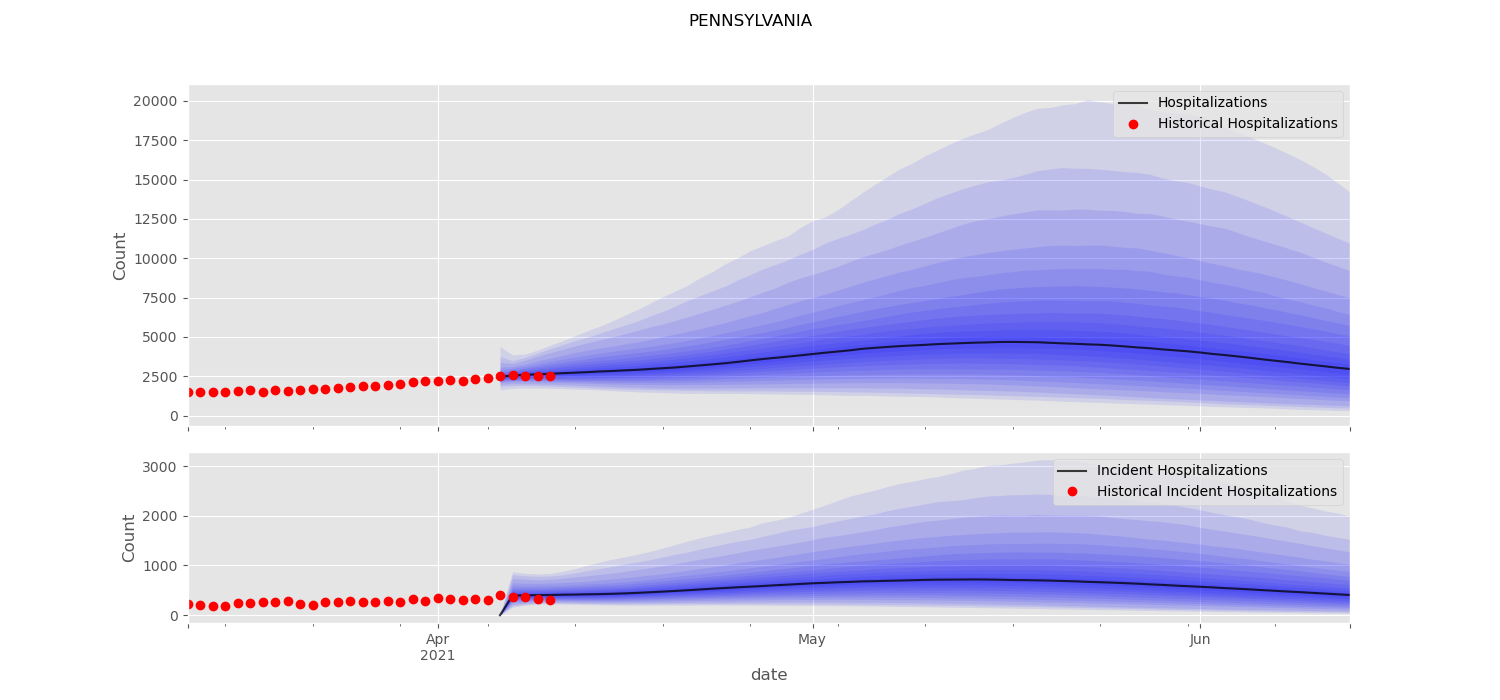 PENNSYLVANIA
20000
17500
15000
12500
10000
7500
5000
2500
0
Count
Hospitalizations
Historical Hospitalizations
3000
2000
1000
0
Count
Incident Hospitalizations
Historical Incident Hospitalizations
Apr
2021
May
Jun
date